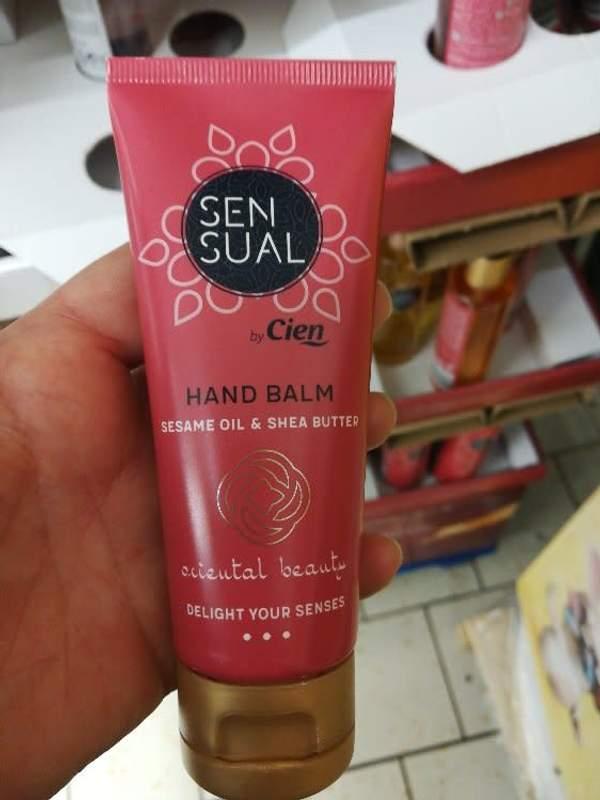 SEN
SUAL
by Cien
HAND BALM
SESAME OIL & SHEA BUTTER
oriental beauty
DELIGHT YOUR SENSES